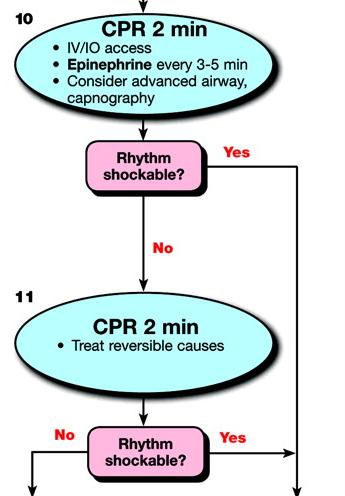 10
CPR 2 min
• IV/IO access
• Epinephrine every 3-5 min
• Consider advanced airway,
capnography
Rhythm
shockable?
Yes
No
11
CPR 2 min
• Treat reversible causes
No
Rhythm
shockable?
Yes